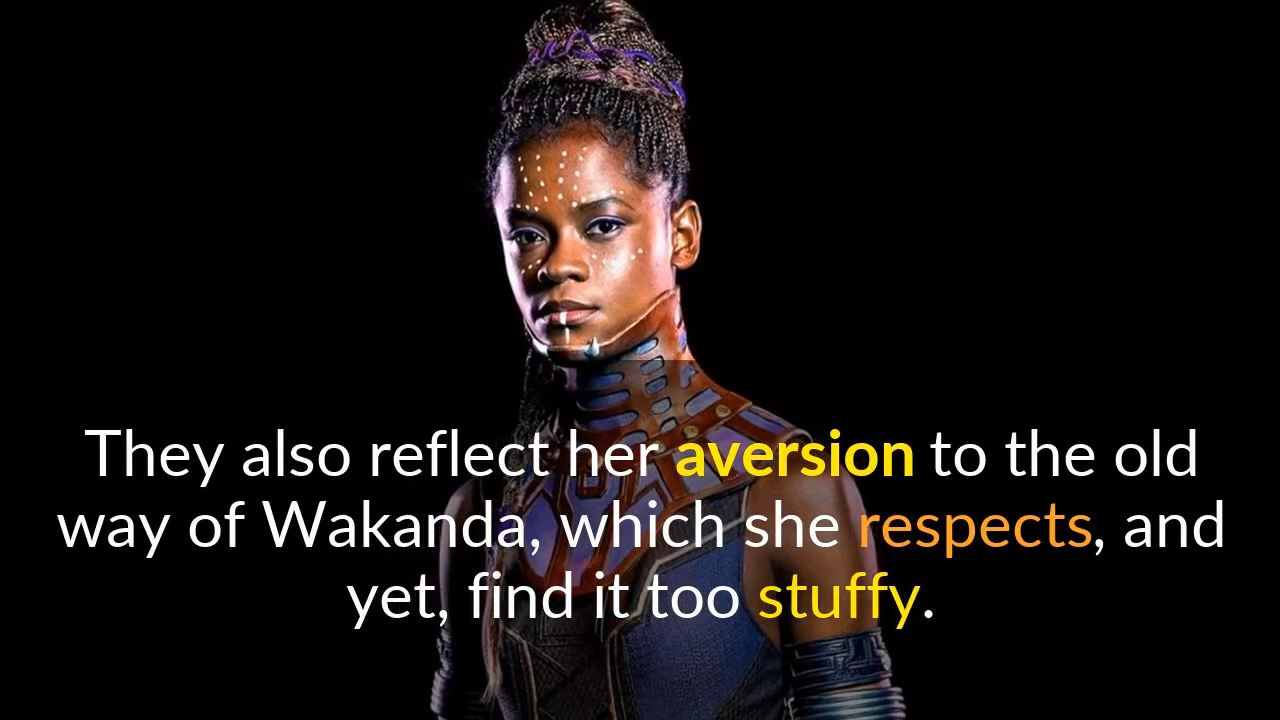 They also reflect her aversion to the old
way of Wakanda, which she respects, and
yet, find it too stuffy.